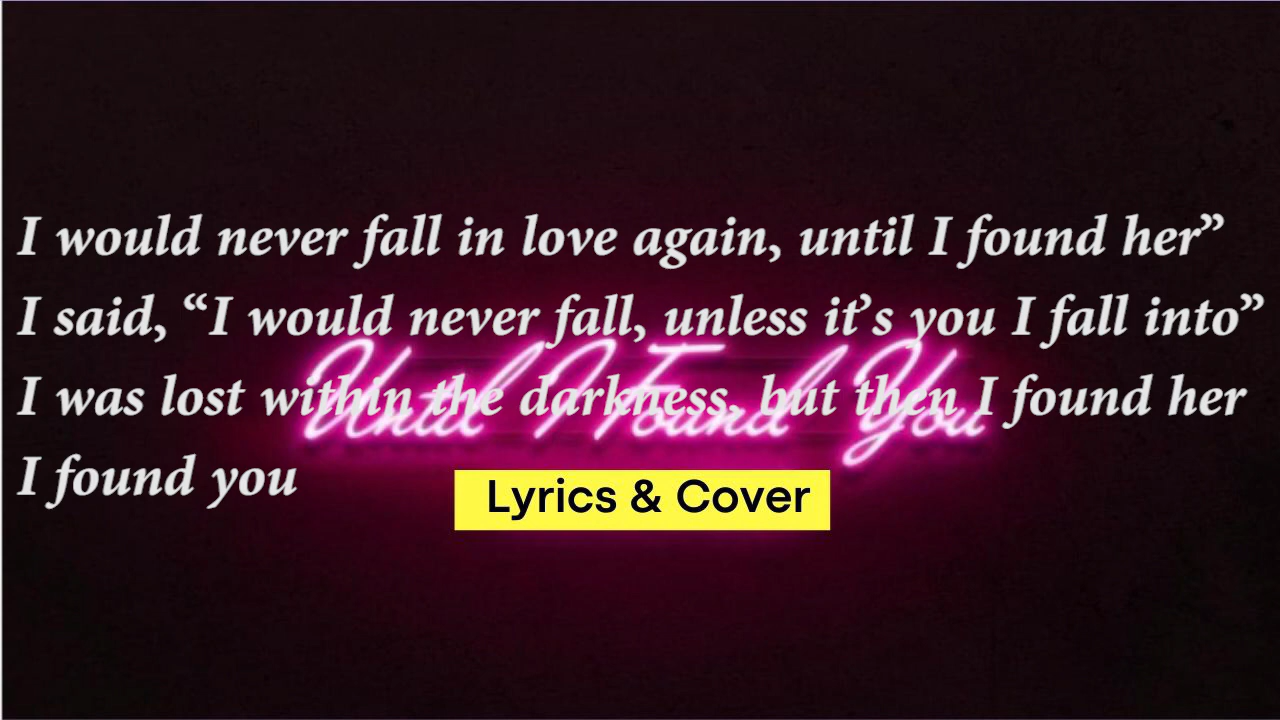 I would never fall in love again, until I found her”
I said, “I would never fall, unless it’s you I fall into”
I was lost within the darkness, but then I found her
Until I Found You
I found you
Lyrics & Cover